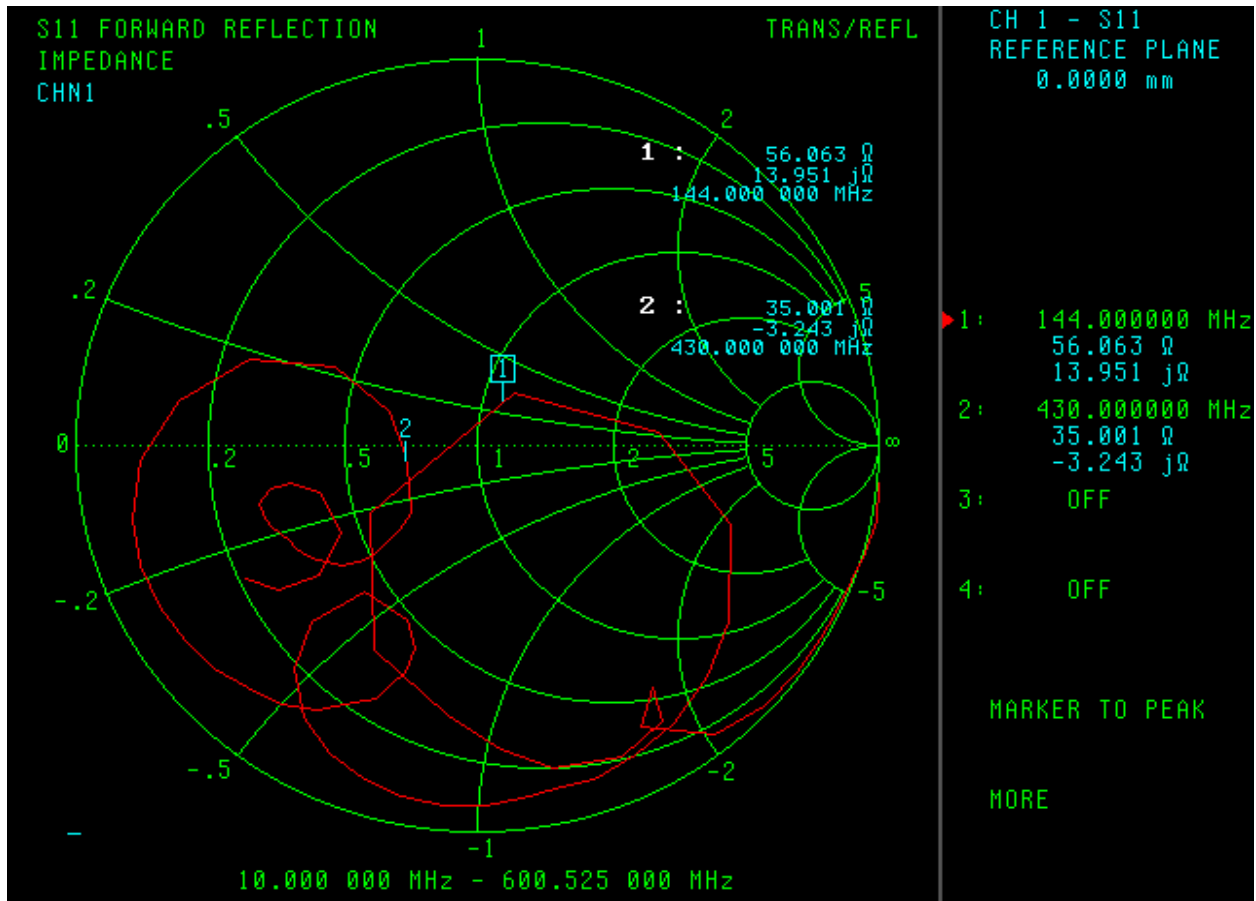 S11 FORWARD REFLECTION
TRANS/REFL
IMPEDANCE
CHN1
1
.5
2
1 :
56.063 Ω
13.951 jΩ
144.000 000 MHz
.2
5
2 :
35.001 Ω
-3.243 jΩ
430.000 000 MHz
1
2
0
.2
.5
1
2
5
∞
-.2
-5
-.5
-2
-1
10.000 000 MHz - 600.525 000 MHz
CH 1 - S11
REFERENCE PLANE
0.0000 mm
1: 144.000000 MHz
56.063 Ω
13.951 jΩ
2: 430.000000 MHz
35.001 Ω
-3.243 jΩ
3: OFF
4: OFF
MARKER TO PEAK
MORE